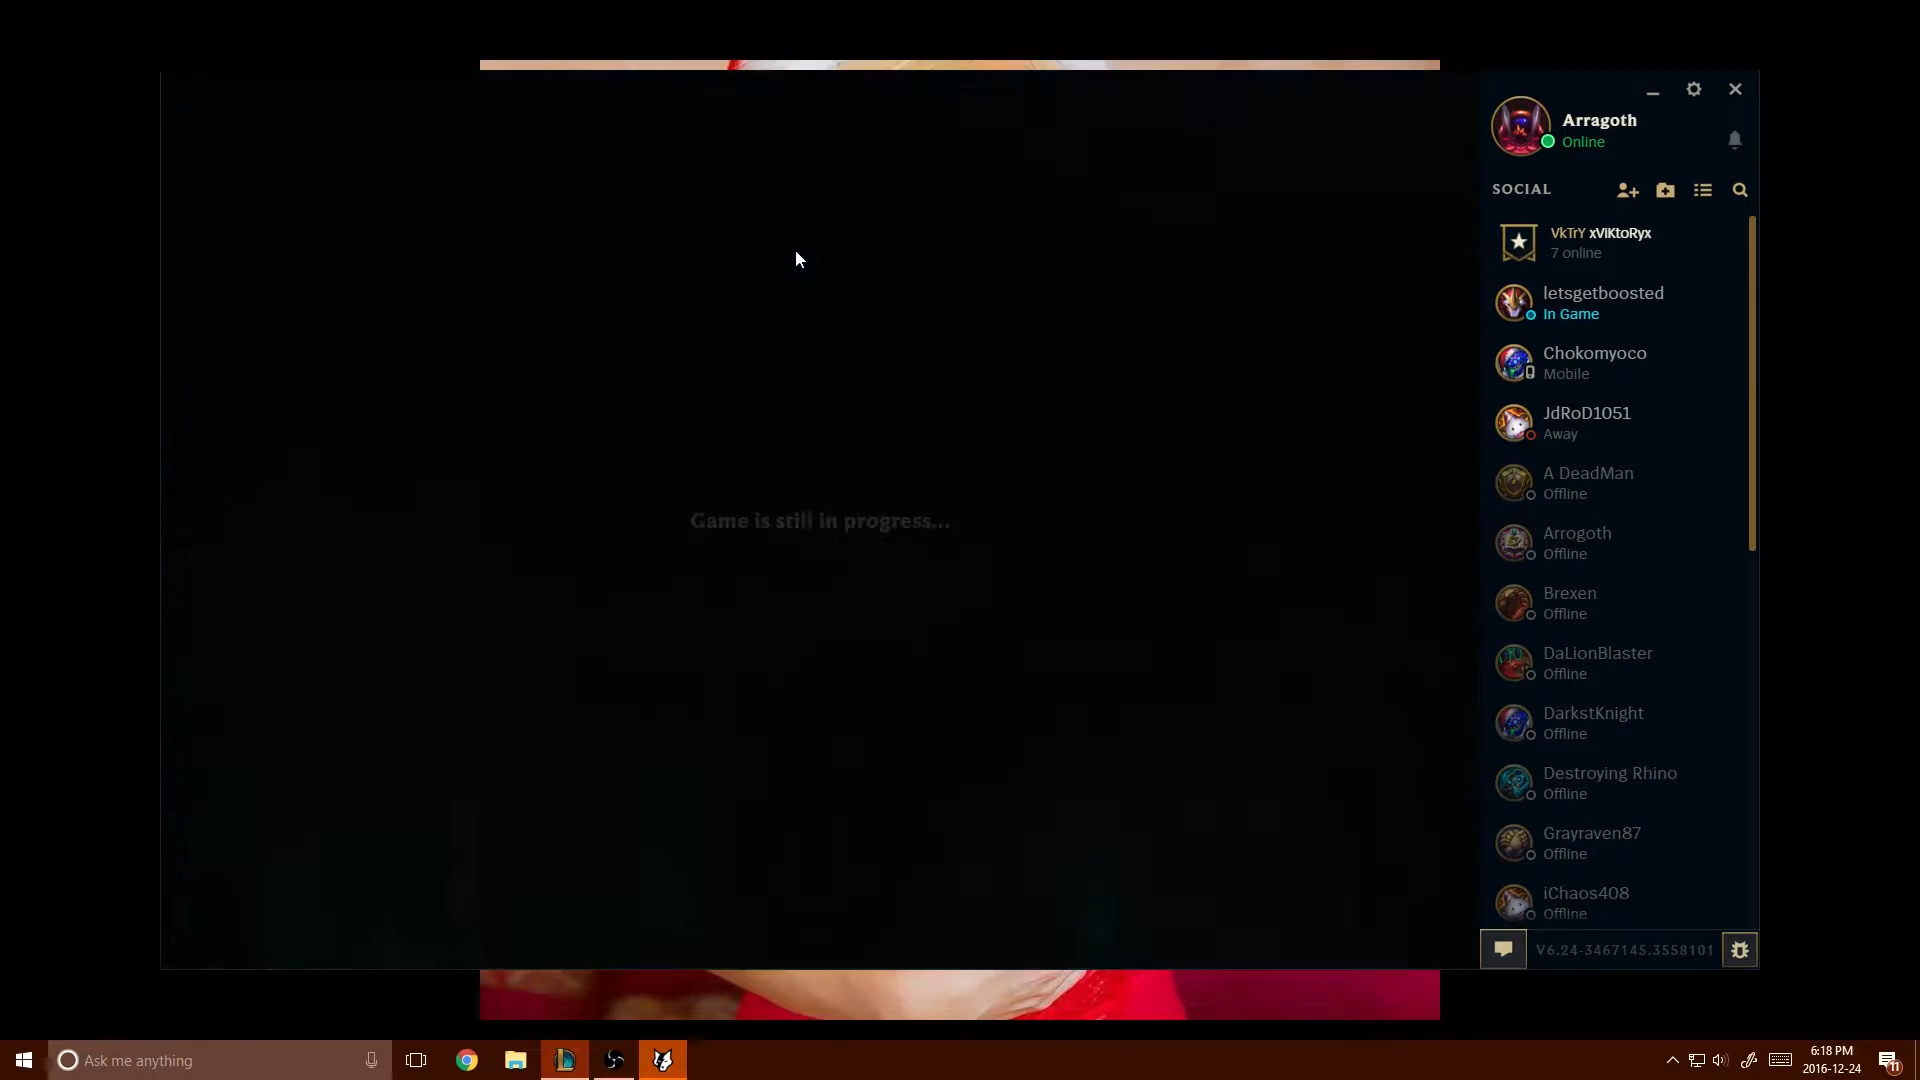 Arragoth
Online
SOCIAL
VkTrY xViKtoRyx
7 online
letsgetboosted
In Game
Chokomyoco
Mobile
JdRoD1051
Away
A DeadMan
Offline
Arrogoth
Offline
Brexen
Offline
DaLionBlaster
Offline
DarkstKnight
Offline
Destroying Rhino
Offline
Grayraven87
Offline
iChaos408
Offline
Game is still in progress...
V6.24-3467145.3558101
Ask me anything
6:18 PM
2016-12-24
11